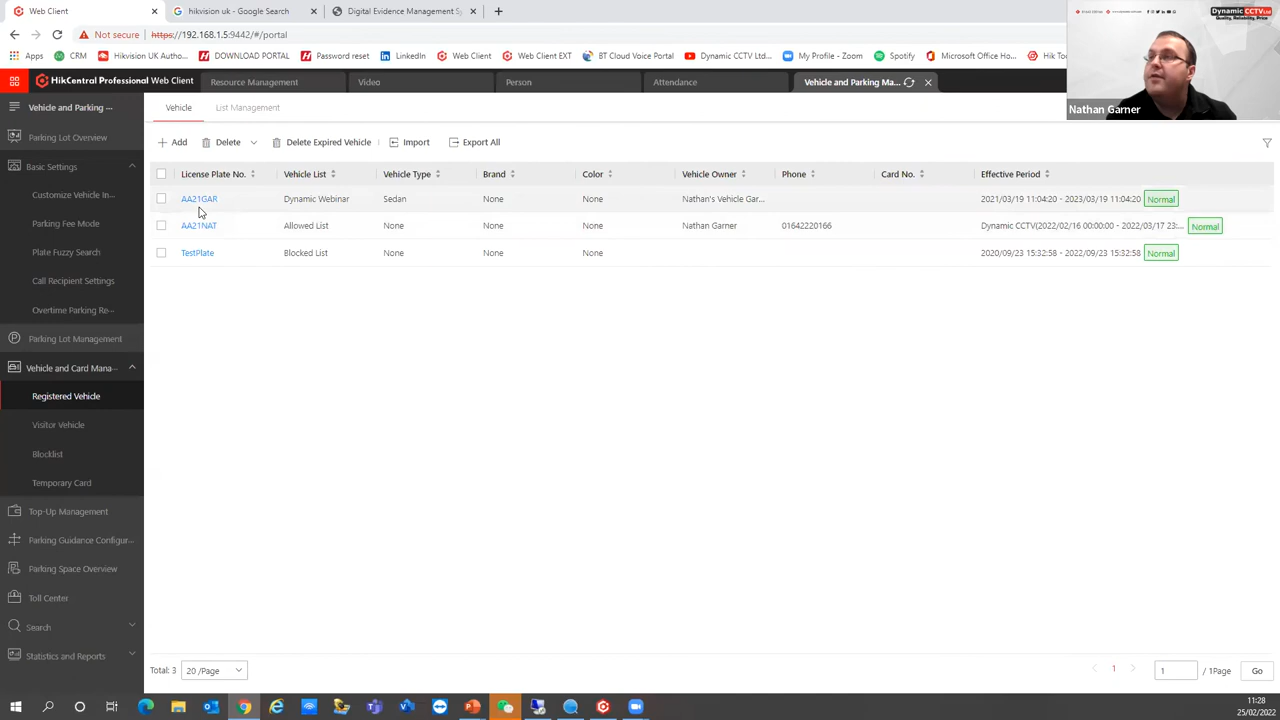 Web Client
hikvision uk - Google Search
Digital Evidence Management Sy
Not secure
https://192.168.1.5:9442/#/portal
Apps
CRM
Hikvision UK Autho...
DOWNLOAD PORTAL
Password reset
LinkedIn
Web Client
Web Client EXT
BT Cloud Voice Portal
Dynamic CCTV Ltd -...
My Profile - Zoom
Spotify
Microsoft Office Ho...
Hik To
HikCentral Professional Web Client
Resource Management
Video
Person
Attendance
Vehicle and Parking Ma...
Dynamic CCTV Ltd
Quality, Reliability, Price
Nathan Garner
Vehicle and Parking ...
Vehicle
List Management
Parking Lot Overview
Add
Delete
Delete Expired Vehicle
Import
Export All
Basic Settings
License Plate No.
Vehicle List
Vehicle Type
Brand
Color
Vehicle Owner
Phone
Card No.
Effective Period
Customize Vehicle In...
AA21GAR
Dynamic Webinar
Sedan
None
None
Nathan's Vehicle Gar...
2021/03/19 11:04:20 - 2023/03/19 11:04:20
Normal
Parking Fee Mode
AA21NAT
Allowed List
None
None
None
Nathan Garner
01642220166
Dynamic CCTV(2022/02/16 00:00:00 - 2022/03/17 23:...
Normal
Plate Fuzzy Search
TestPlate
Blocked List
None
None
None
2020/09/23 15:32:58 - 2022/09/23 15:32:58
Normal
Call Recipient Settings
Overtime Parking Re...
Parking Lot Management
Vehicle and Card Mana...
Registered Vehicle
Visitor Vehicle
Blocklist
Temporary Card
Top-Up Management
Parking Guidance Configur...
Parking Space Overview
Toll Center
Search
Statistics and Reports
Total: 3
20 /Page
1
1
/ 1Page
Go
11:28
25/02/2022